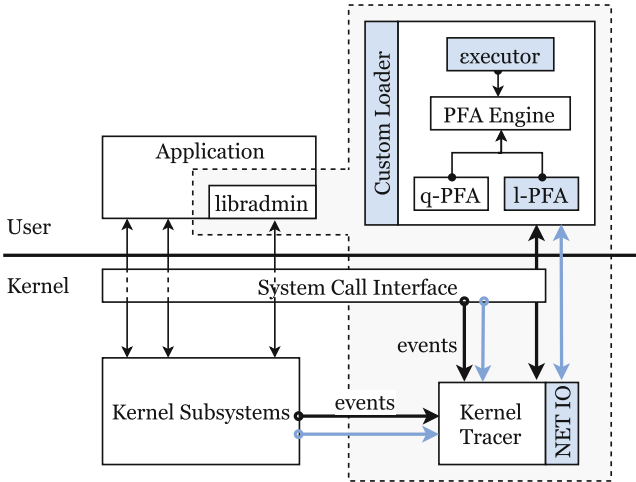 εxecutor
Custom Loader
PFA Engine
Application
q-PFA
l-PFA
libradmin
User
Kernel
System Call Interface
events
events
Kernel Subsystems
Kernel
Tracer
NET IO